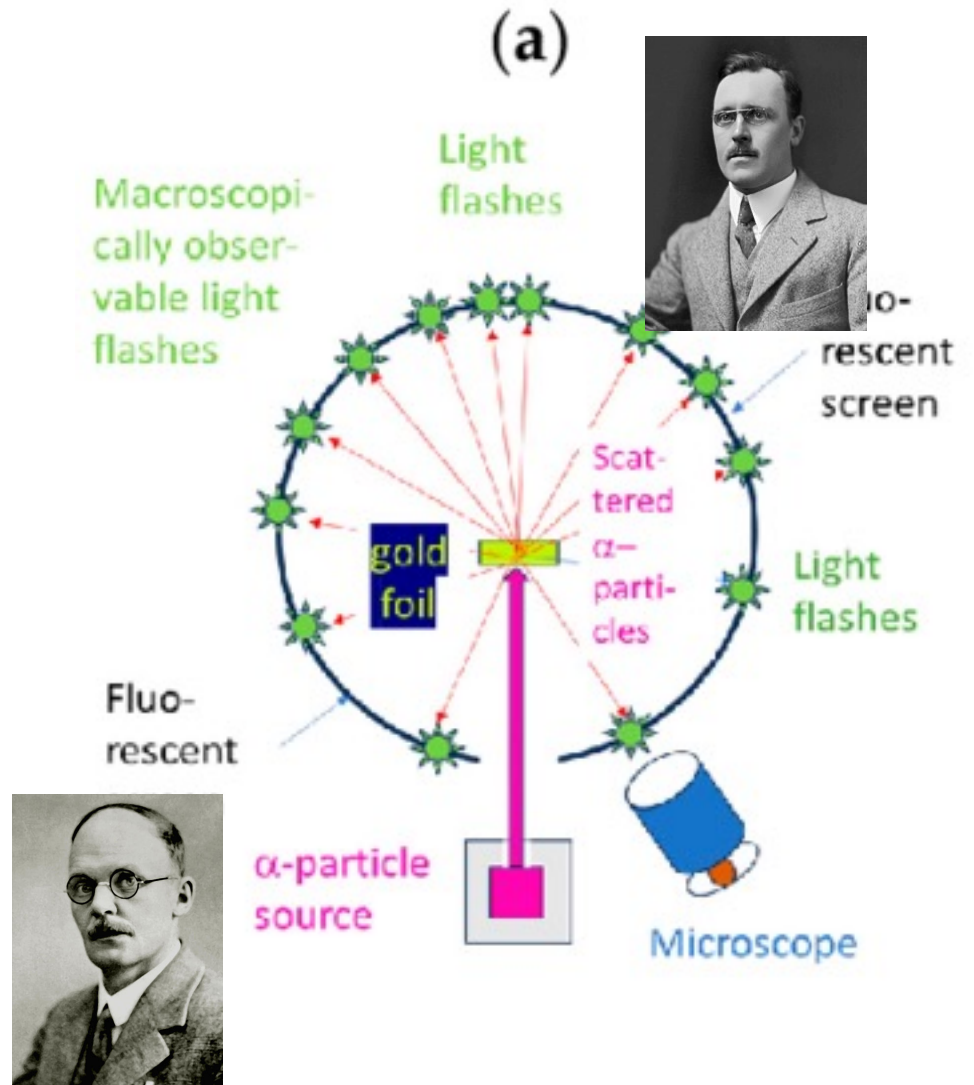 (a)
Light
flashes
Macroscopi-
cally obser-
vable light
flashes
uo-
rescent
screen
Scat-
tered
α–
parti-
cles
gold
foil
Light
flashes
Fluo-
rescent
α-particle
source
Microscope